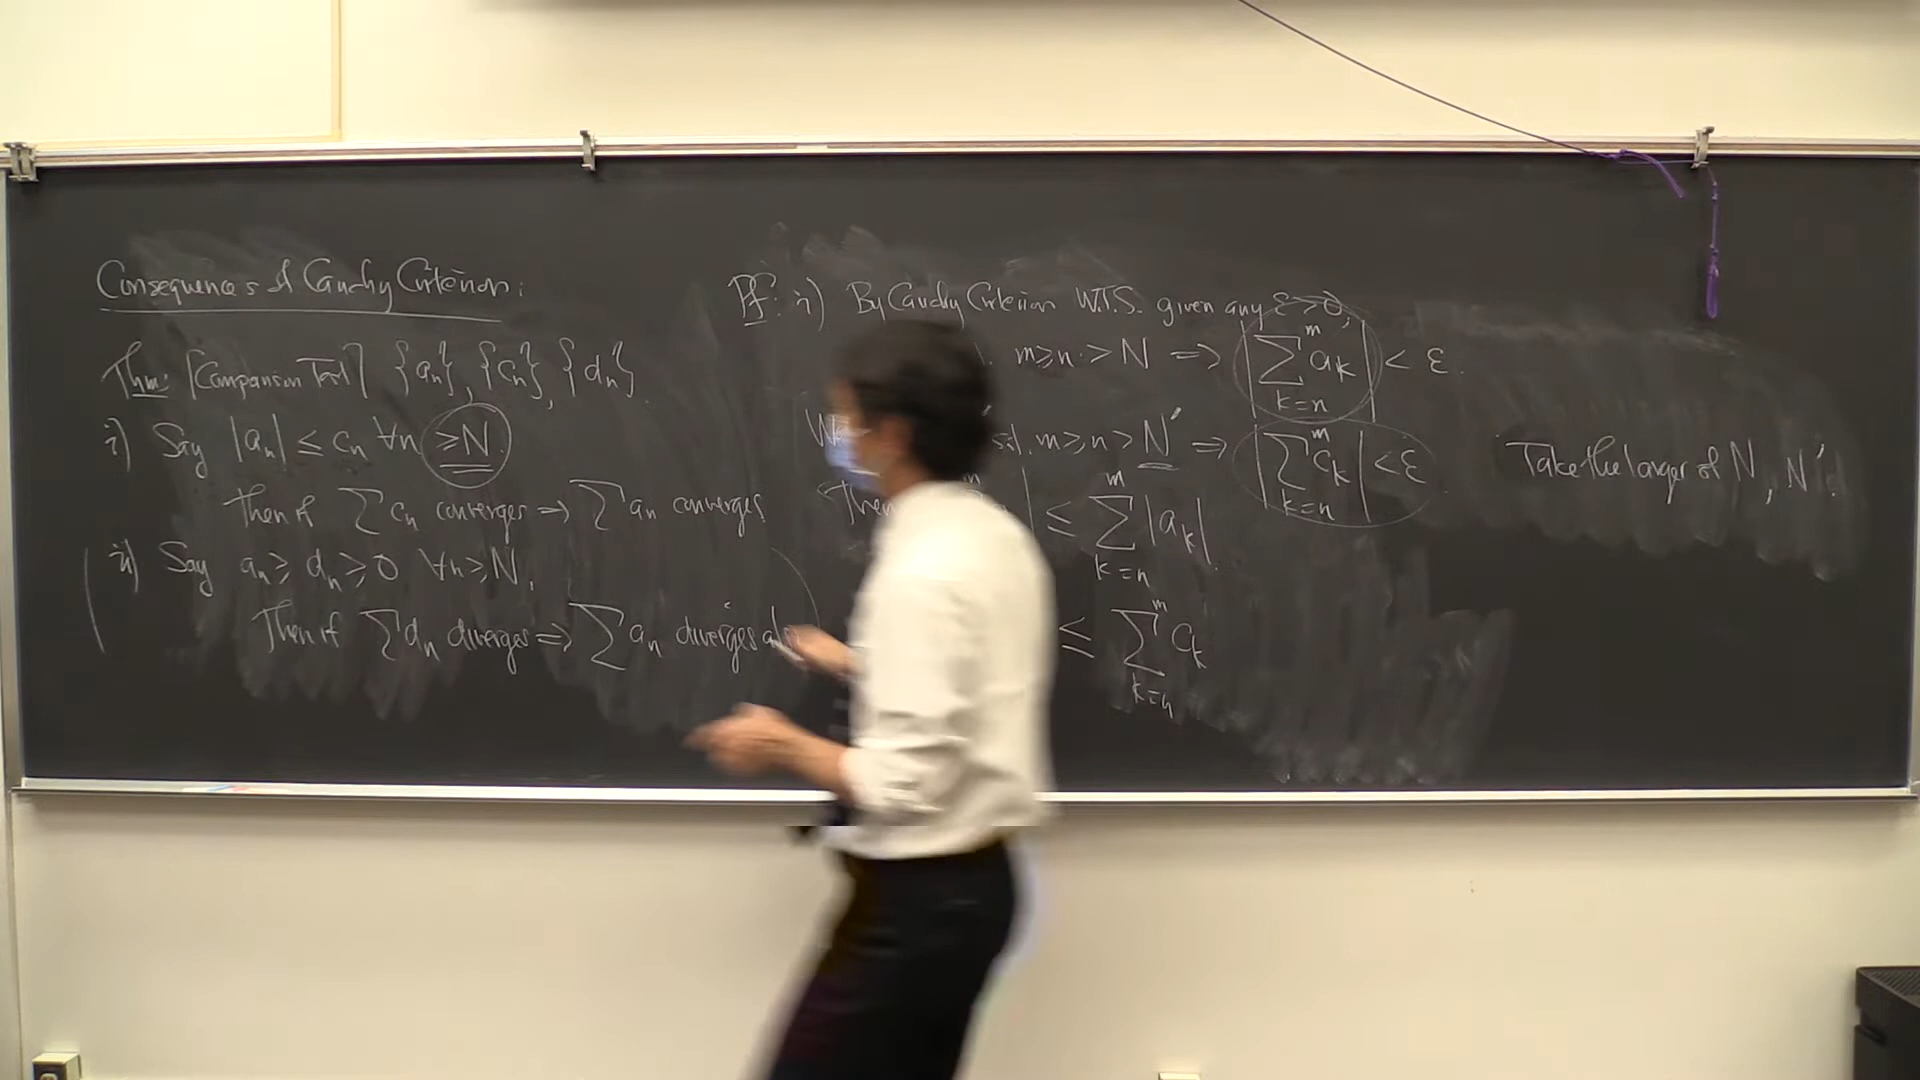 Consequences of Cauchy Criterion:
Thm: [Comparison Test] {an}, {cn}, {dn}.
i) Say |an| ≤ cn ∀n ≥N.
Then if ∑ cn converges => ∑ an converges.
ii) Say an ≥ dn ≥ 0 ∀n ≥ N,
Then if ∑ dn diverges => ∑ an diverges also
Pf: i) By Cauchy Criterion W.T.S. given any ε > 0,
m ≥ n > N => |∑_{k=n}^{m} ak| < ε.
s.t. m ≥ n > N' => |∑_{k=n}^{m} ck| < ε
Then | ≤ ∑_{k=n}^{m} |ak|
≤ ∑_{k=n}^{m} ck
Take the larger of N, N'!